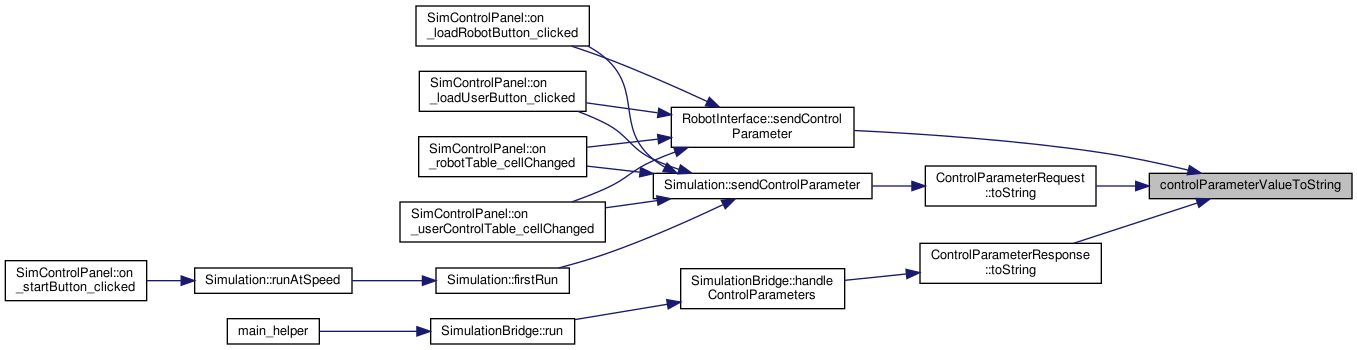 SimControlPanel::on
_loadRobotButton_clicked
SimControlPanel::on
_loadUserButton_clicked
RobotInterface::sendControl
Parameter
SimControlPanel::on
_robotTable_cellChanged
ControlParameterRequest
::toString
Simulation::sendControlParameter
controlParameterValueToString
SimControlPanel::on
_userControlTable_cellChanged
ControlParameterResponse
::toString
SimControlPanel::on
_startButton_clicked
Simulation::runAtSpeed
Simulation::firstRun
SimulationBridge::handle
ControlParameters
main_helper
SimulationBridge::run